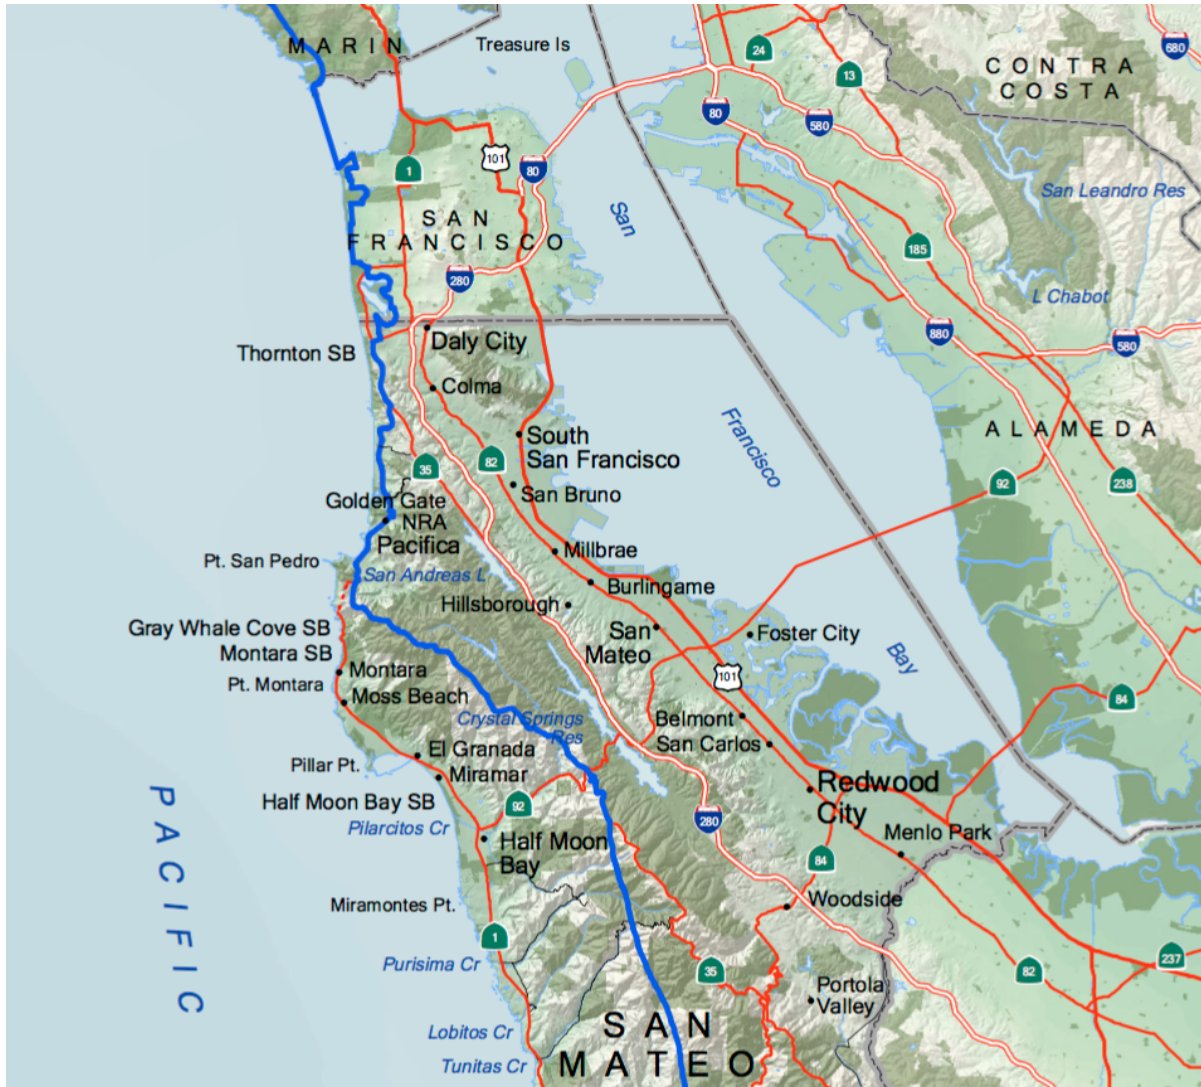 MARIN
Treasure Is
24
680
13
CONTRA
COSTA
80
580
1
101
80
San Leandro Res
SAN
FRANCISCO
San
185
280
L Chabot
880
580
Daly City
Thornton SB
Colma
Francisco
ALAMEDA
South
San Francisco
35
82
92
238
San Bruno
Golden Gate
NRA
Pacifica
Millbrae
Pt. San Pedro
San Andreas L
Burlingame
Hillsborough
Gray Whale Cove SB
San
Mateo
Foster City
Montara SB
Bay
Montara
Pt. Montara
Moss Beach
101
84
Crystal Springs
Res
Belmont
San Carlos
El Granada
Pillar Pt.
Miramar
Redwood
City
Half Moon Bay SB
92
280
Pilarcitos Cr
Menlo Park
Half Moon
Bay
84
PACIFIC
Miramontes Pt.
Woodside
1
Purisima Cr
35
82
237
Portola
Valley
Lobitos Cr
SAN
MATEO
Tunitas Cr